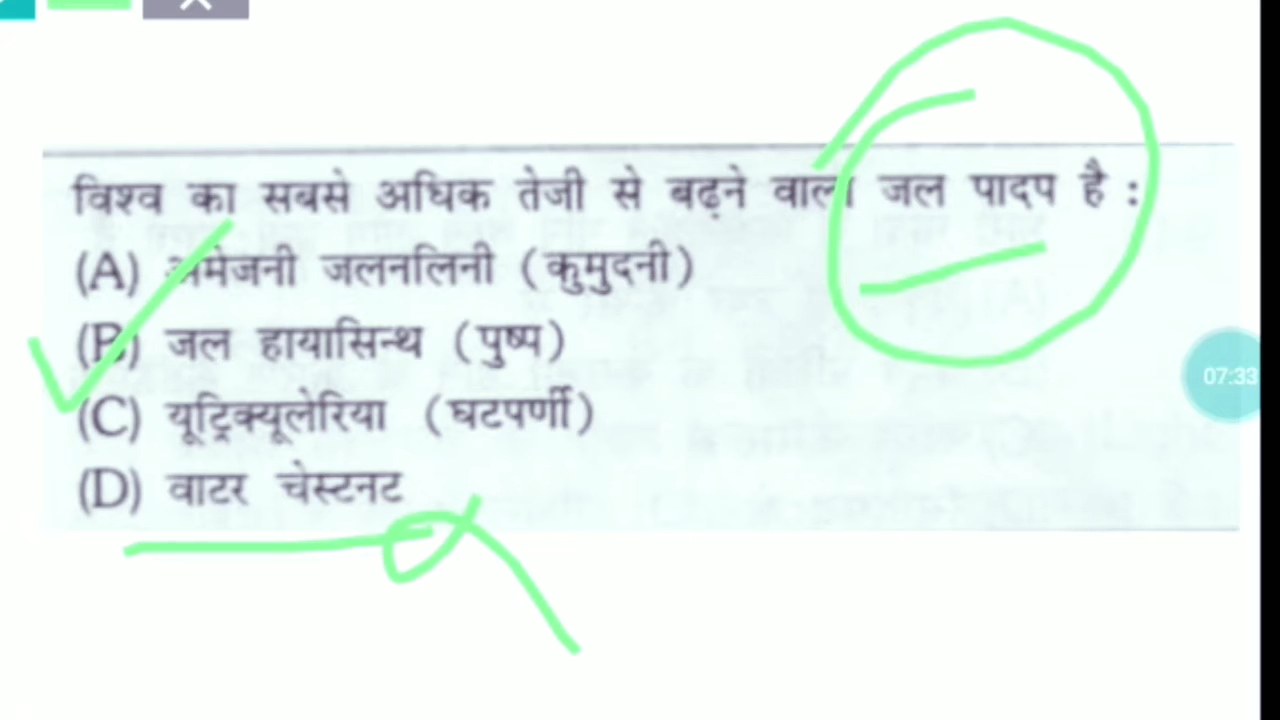 विश्व का सबसे अधिक तेजी से बढ़ने वाला जल पादप है :
(A) अमेजनी जलनलिनी (कुमुदनी)
(B) जल हायासिन्थ (पुष्प)
(C) यूट्रिक्यूलेरिया (घटपर्णी)
07:33
(D) वाटर चेस्टनट